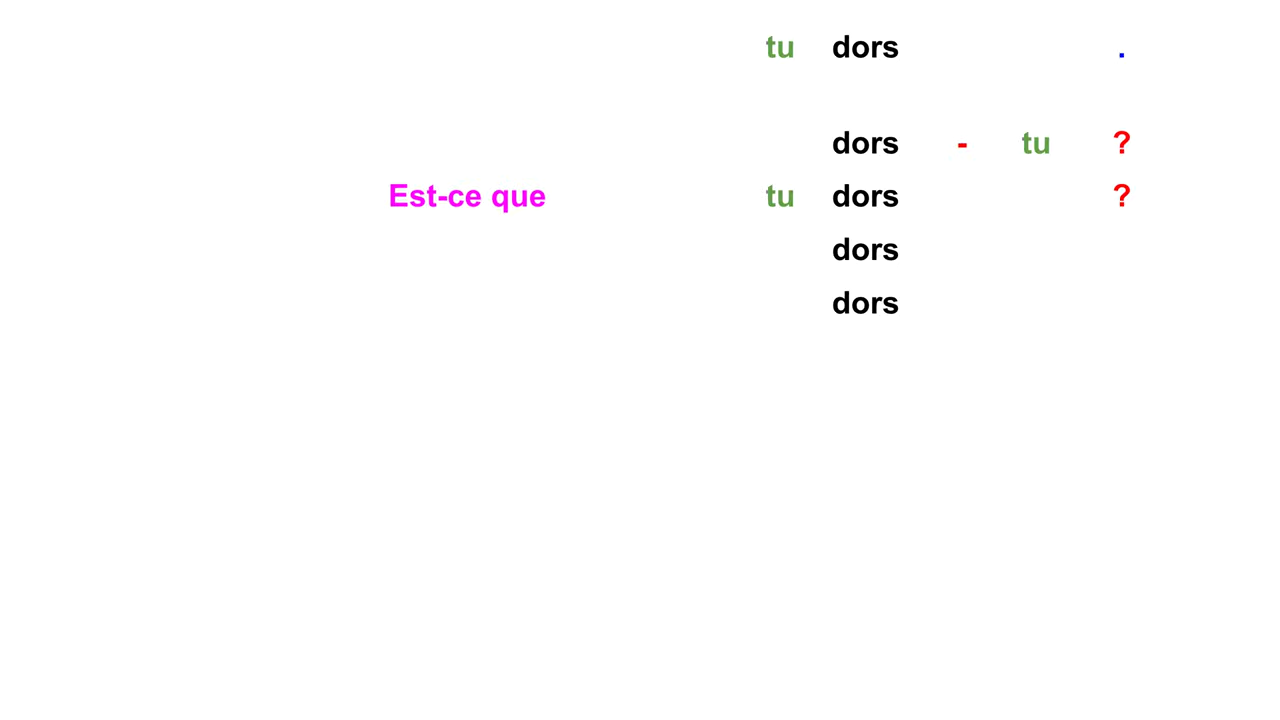 tu dors .
dors - tu ?
Est-ce que tu dors ?
dors
dors